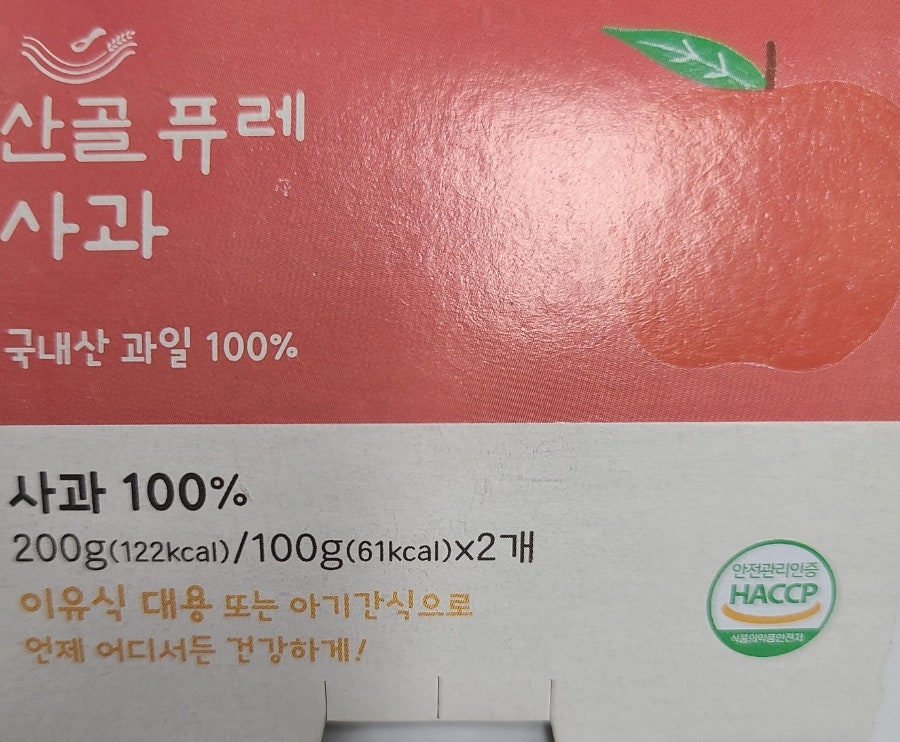 산골 퓨레
사과
국내산 과일 100%
사과 100%
200g(122kcal)/100g(61kcal)x2개
이유식 대용 또는 아기간식으로
언제 어디서든 건강하게!
안전관리인증
HACCP
식품의약품안전처